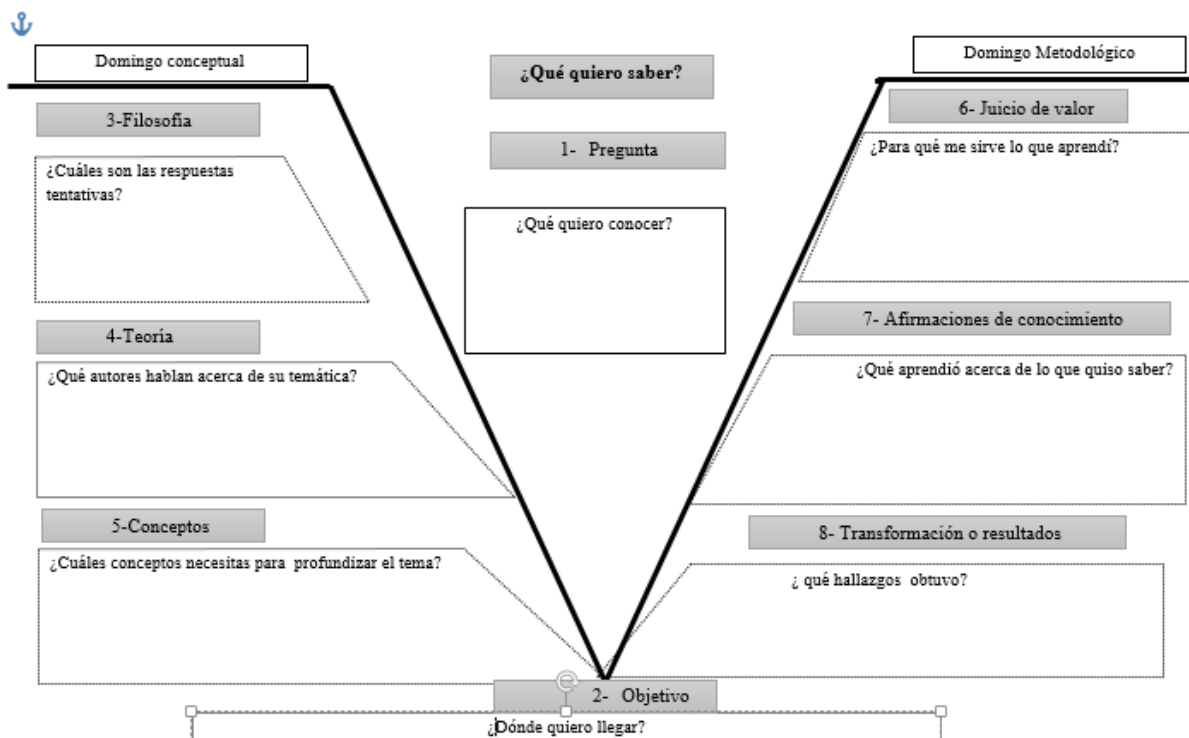 Domingo conceptual
¿Qué quiero saber?
Domingo Metodológico
3-Filosofía
1- Pregunta
6- Juicio de valor
¿Cuáles son las respuestas
tentativas?
¿Qué quiero conocer?
¿Para qué me sirve lo que aprendí?
4-Teoría
7- Afirmaciones de conocimiento
¿Qué autores hablan acerca de su temática?
¿Qué aprendió acerca de lo que quiso saber?
5-Conceptos
8- Transformación o resultados
¿Cuáles conceptos necesitas para profundizar el tema?
¿ qué hallazgos obtuvo?
2- Objetivo
¿Dónde quiero llegar?